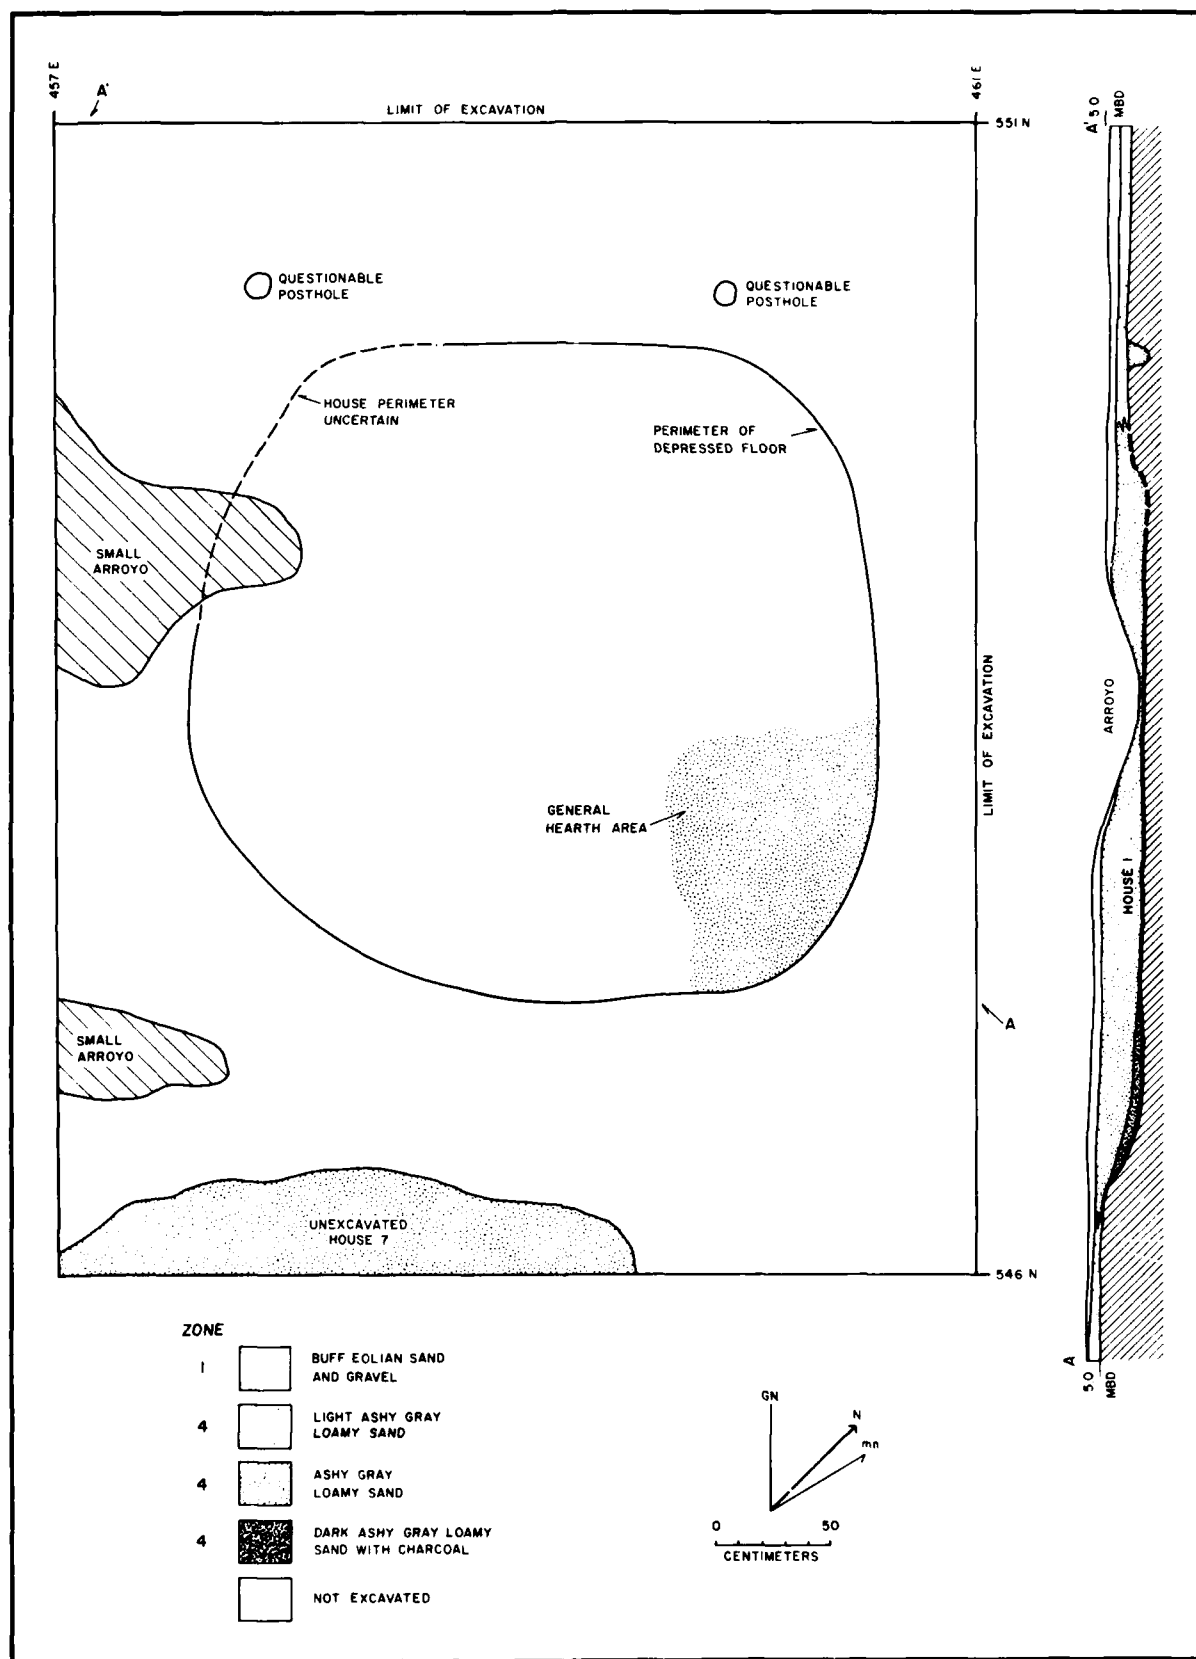 457 E
A'
LIMIT OF EXCAVATION
461 E
551 N
A' 5.0
MBD
QUESTIONABLE
POSTHOLE
QUESTIONABLE
POSTHOLE
HOUSE PERIMETER
UNCERTAIN
PERIMETER OF
DEPRESSED FLOOR
SMALL
ARROYO
LIMIT OF EXCAVATION
ARROYO
GENERAL
HEARTH AREA
HOUSE 1
A
SMALL
ARROYO
UNEXCAVATED
HOUSE 7
546 N
A
5.0
MBD
ZONE
1
BUFF EOLIAN SAND
AND GRAVEL
4
LIGHT ASHY GRAY
LOAMY SAND
4
ASHY GRAY
LOAMY SAND
4
DARK ASHY GRAY LOAMY
SAND WITH CHARCOAL
NOT EXCAVATED
GN
N
mn
0 50
CENTIMETERS